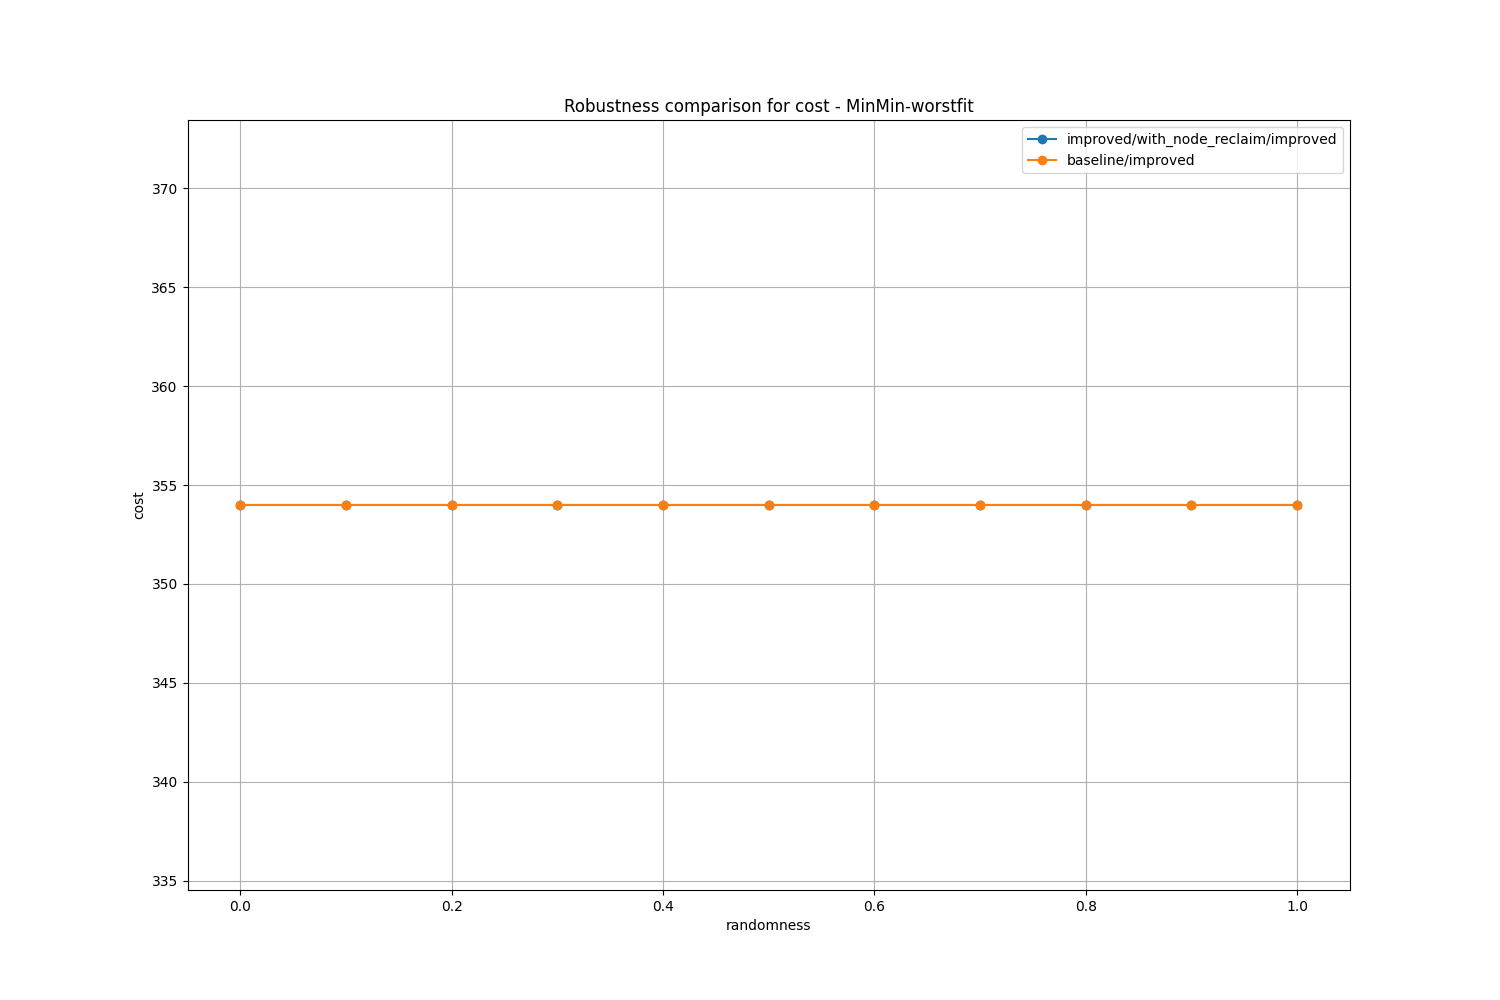 Robustness comparison for cost - MinMin-worstfit
improved/with_node_reclaim/improved
baseline/improved
370
365
360
355
350
345
340
335
cost
0.0 0.2 0.4 0.6 0.8 1.0
randomness